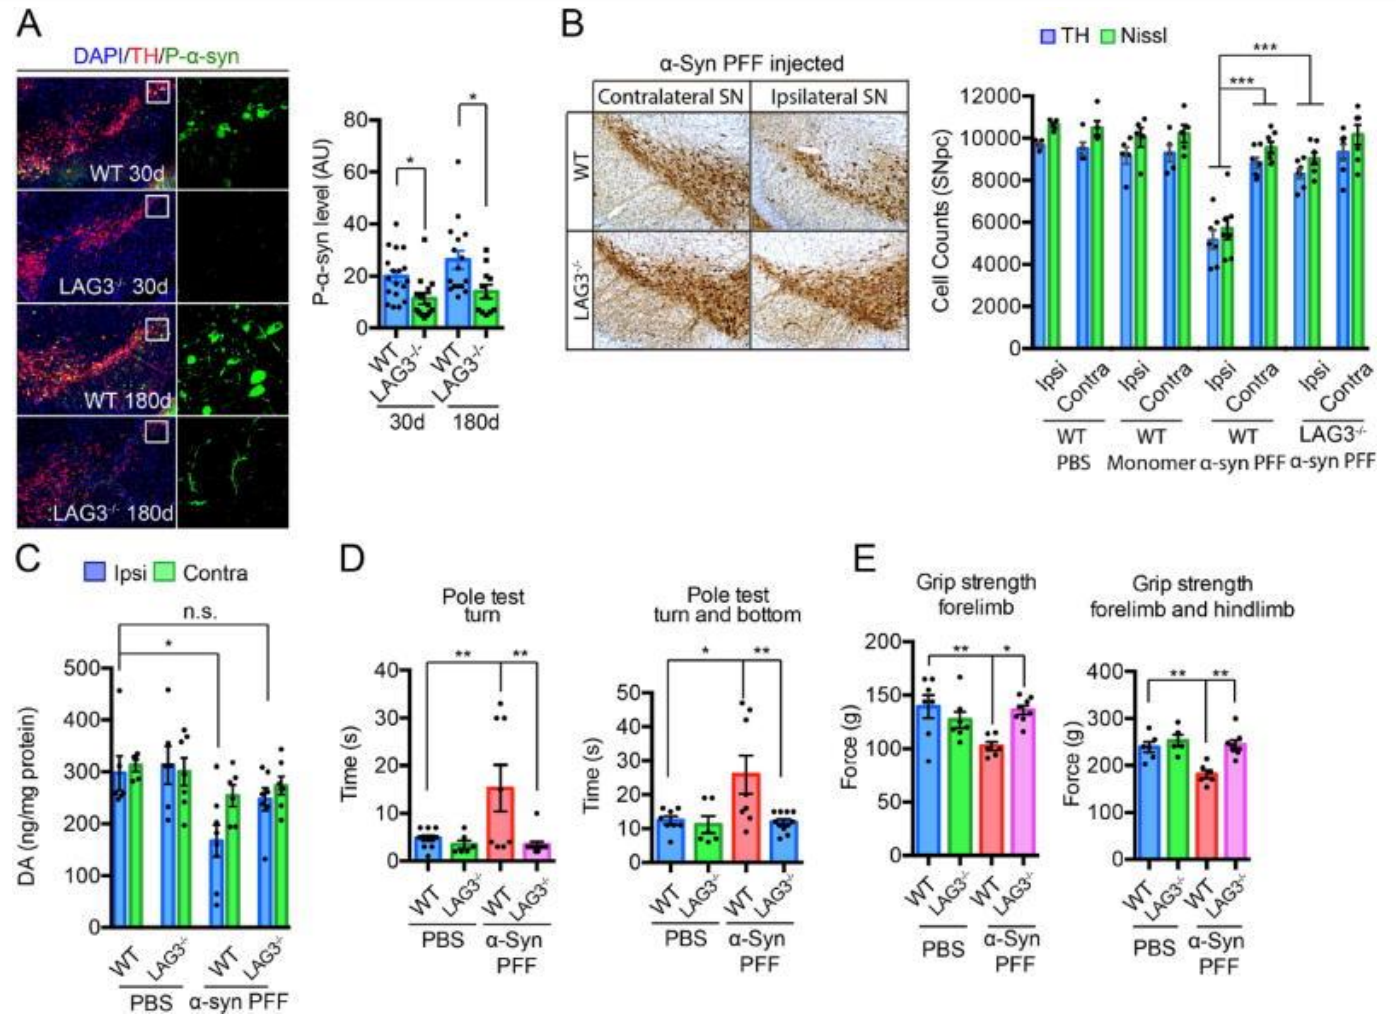 A
DAPI/TH/P-α-syn
WT 30d
LAG3-/- 30d
WT 180d
LAG3-/- 180d
P-α-syn level (AU)
80
60
40
20
0
*
*
WT
LAG3-/-
WT
LAG3-/-
30d
180d
B
α-Syn PFF injected
Contralateral SN
Ipsilateral SN
WT
LAG3-/-
TH Nissl
***
***
Cell Counts (SNpc)
12000
10000
8000
6000
4000
2000
0
Ipsi Contra Ipsi Contra Ipsi Contra Ipsi Contra
WT WT WT LAG3-/-
PBS Monomer α-syn PFF α-syn PFF
C
Ipsi Contra
n.s.
*
DA (ng/mg protein)
500
400
300
200
100
0
WT LAG3-/- WT LAG3-/-
PBS α-syn PFF
D
Pole test
turn
** **
Time (s)
40
30
20
10
0
WT LAG3-/- WT LAG3-/-
PBS α-Syn
PFF
Pole test
turn and bottom
* **
Time (s)
50
40
30
20
10
0
WT LAG3-/- WT LAG3-/-
PBS α-Syn
PFF
E
Grip strength
forelimb
** *
Force (g)
200
150
100
50
0
WT LAG3-/- WT LAG3-/-
PBS α-Syn
PFF
Grip strength
forelimb and hindlimb
** **
Force (g)
400
300
200
100
0
WT LAG3-/- WT LAG3-/-
PBS α-Syn
PFF